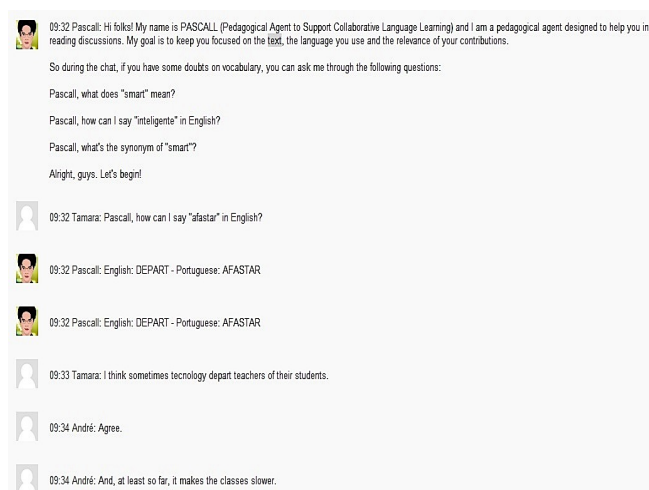 09:32 Pascall: Hi folks! My name is PASCALL (Pedagogical Agent to Support Collaborative Language Learning) and I am a pedagogical agent designed to help you in
reading discussions. My goal is to keep you focused on the text, the language you use and the relevance of your contributions.
So during the chat, if you have some doubts on vocabulary, you can ask me through the following questions:
Pascall, what does "smart" mean?
Pascall, how can I say "inteligente" in English?
Pascall, what's the synonym of "smart"?
Alright, guys. Let's begin!
09:32 Tamara: Pascall, how can I say "afastar" in English?
09:32 Pascall: English: DEPART - Portuguese: AFASTAR
09:32 Pascall: English: DEPART - Portuguese: AFASTAR
09:33 Tamara: I think sometimes tecnology depart teachers of their students.
09:34 André: Agree.
09:34 André: And, at least so far, it makes the classes slower.